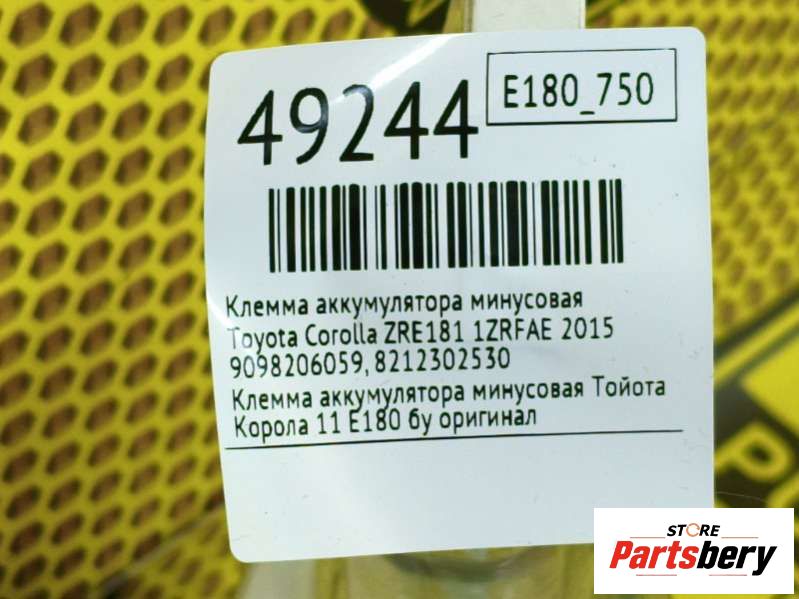 49244
E180_750
Клемма аккумулятора минусовая
Toyota Corolla ZRE181 1ZRFAE 2015
9098206059, 8212302530
Клемма аккумулятора минусовая Тойота
Корола 11 Е180 бу оригинал
STORE
Partsbery